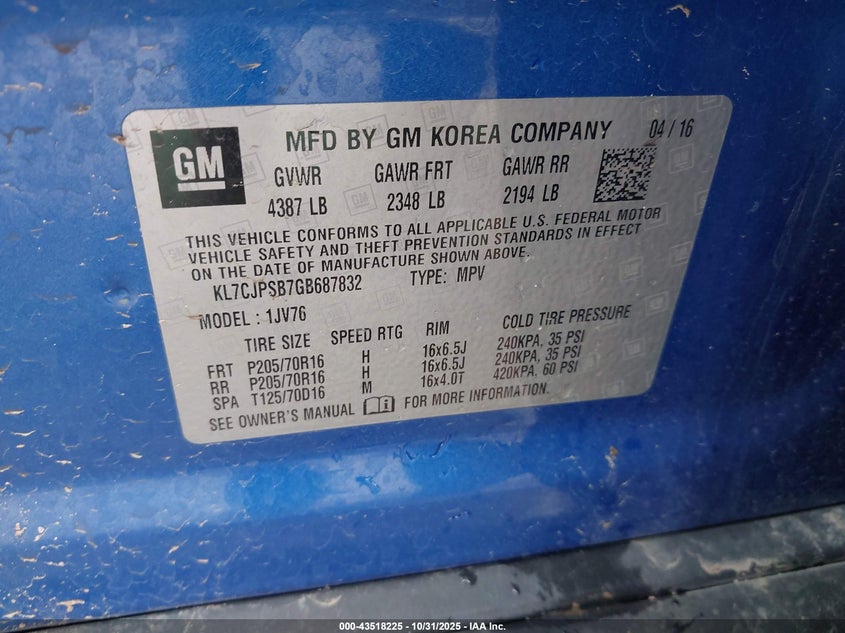 GM
MFD BY GM KOREA COMPANY 04 / 16
GVWR GAWR FRT GAWR RR
4387 LB 2348 LB 2194 LB
THIS VEHICLE CONFORMS TO ALL APPLICABLE U.S. FEDERAL MOTOR
VEHICLE SAFETY AND THEFT PREVENTION STANDARDS IN EFFECT
ON THE DATE OF MANUFACTURE SHOWN ABOVE.
KL7CJPSB7GB687832 TYPE: MPV
MODEL : 1JV76
TIRE SIZE SPEED RTG RIM COLD TIRE PRESSURE
FRT P205/70R16 H 16x6.5J 240KPA, 35 PSI
RR P205/70R16 H 16x6.5J 240KPA, 35 PSI
SPA T125/70D16 M 16x4.0T 420KPA, 60 PSI
SEE OWNER'S MANUAL FOR MORE INFORMATION.
000-43518225 - 10/31/2025 - IAA Inc.